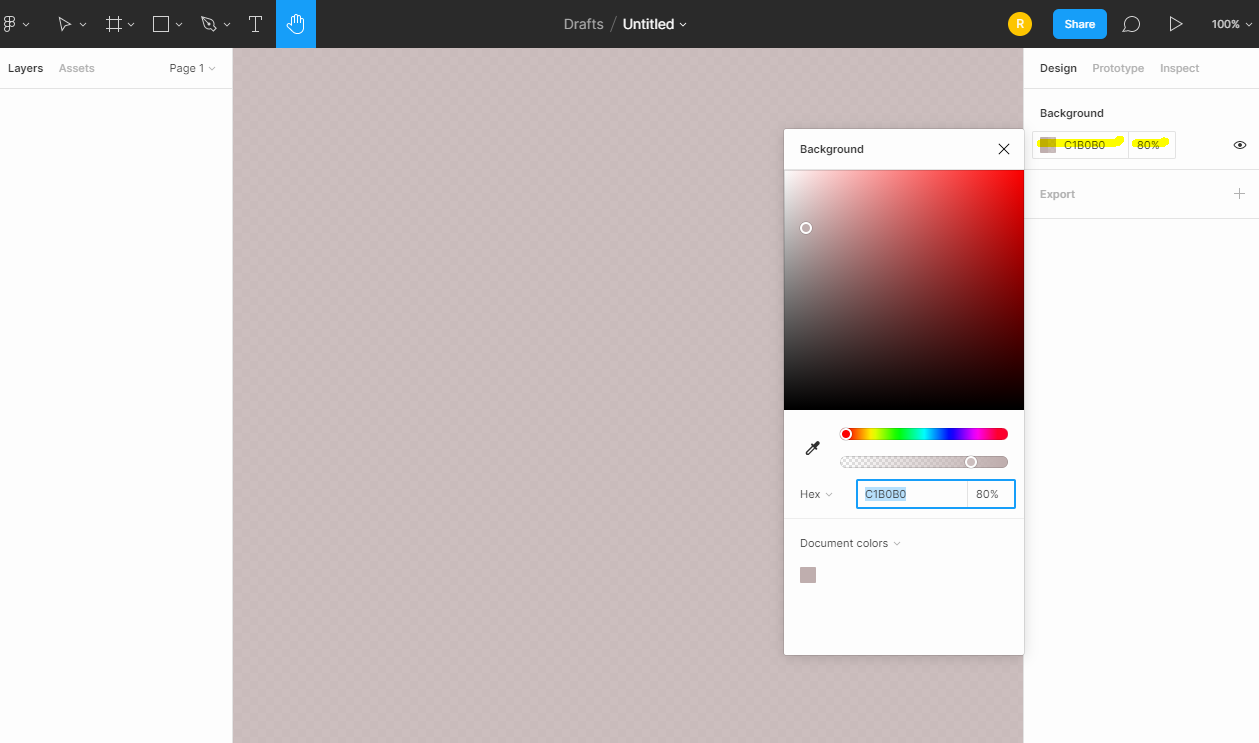 Drafts / Untitled
R
Share
100%
Layers Assets Page 1
Design Prototype Inspect
Background
C1B0B0 80%
Export
Background
Hex C1B0B0 80%
Document colors